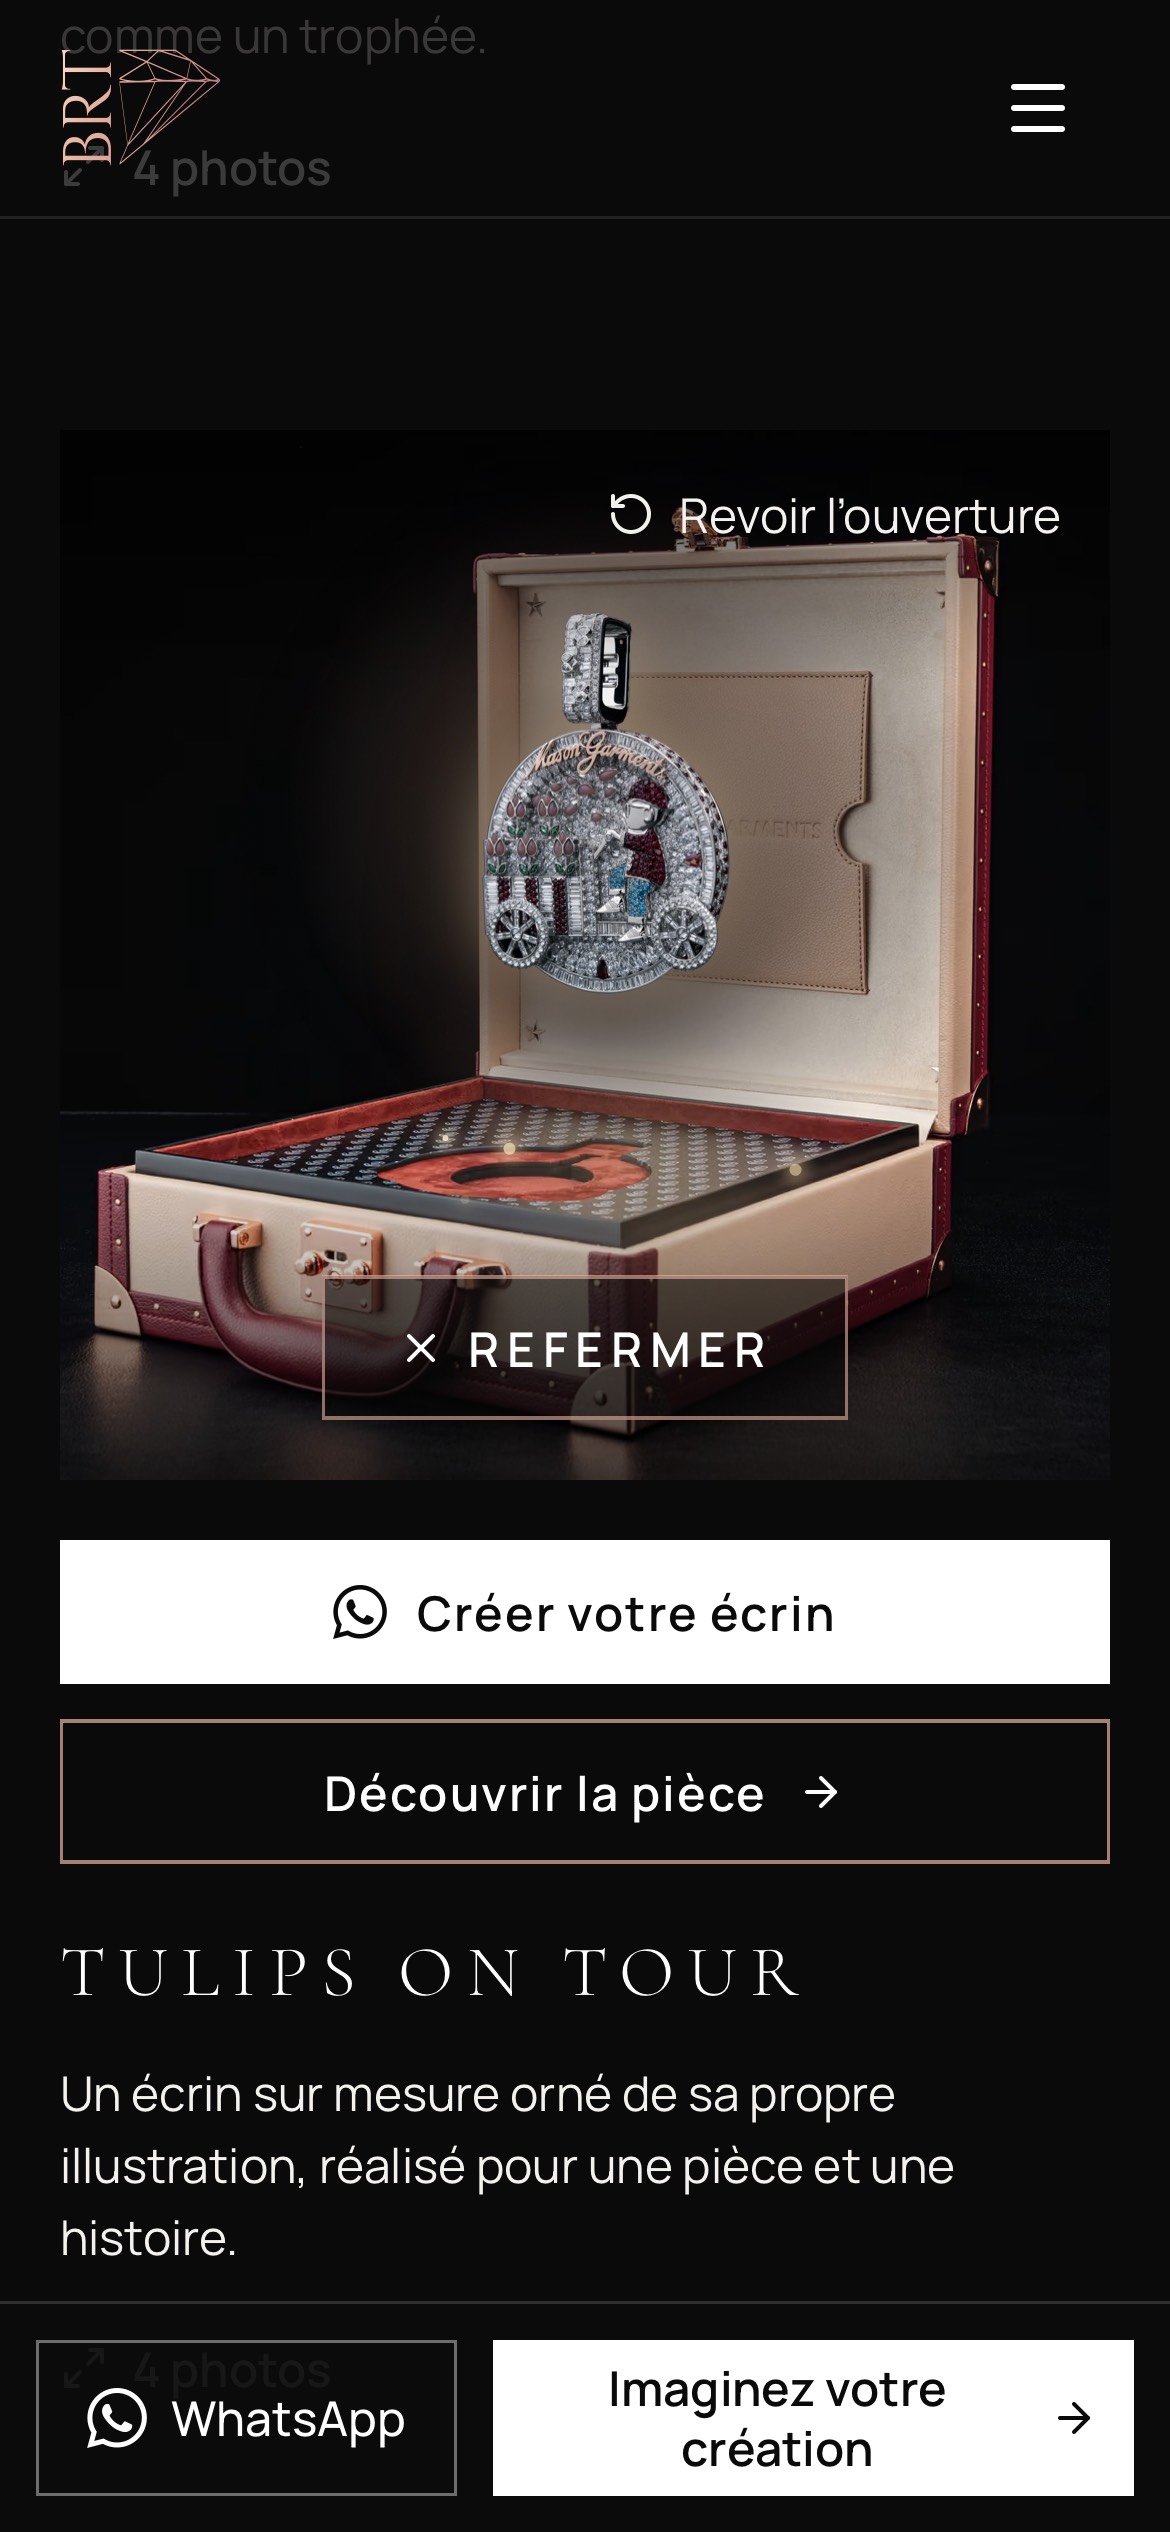 comme un trophée.
BRT
4 photos
Revoir l’ouverture
Mason Garments
ARMENTS
REFERMER
Créer votre écrin
Découvrir la pièce
TULIPS ON TOUR
Un écrin sur mesure orné de sa propre
illustration, réalisé pour une pièce et une
histoire.
4 photos
WhatsApp
Imaginez votre
création